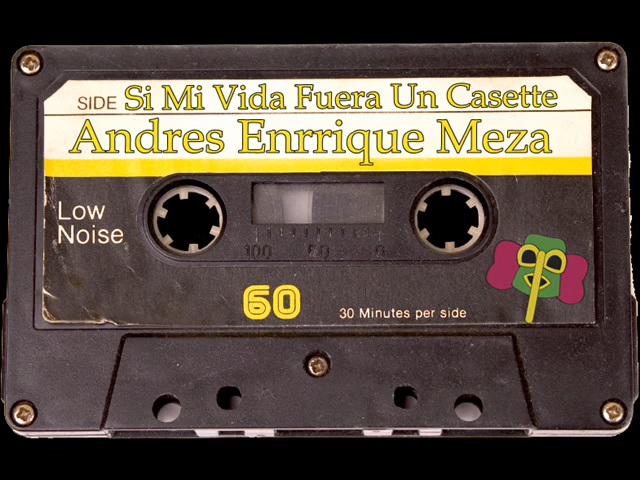 SIDE Si Mi Vida Fuera Un Casette
Andres Enrrique Meza
Low
Noise
100 50 0
60
30 Minutes per side